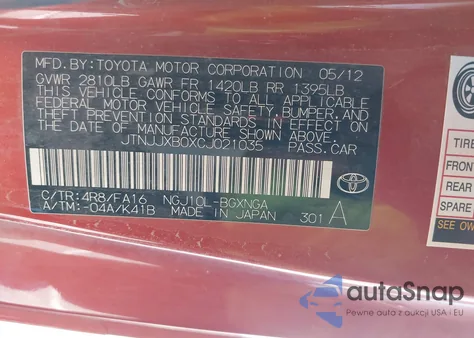 MFD.BY:TOYOTA MOTOR CORPORATION 05/12
GVWR 2810LB GAWR FR 1420LB RR 1395LB
THIS VEHICLE CONFORMS TO ALL APPLICABLE
FEDERAL MOTOR VEHICLE SAFETY, BUMPER, AND
THEFT PREVENTION STANDARDS IN EFFECT ON
THE DATE OF MANUFACTURE SHOWN ABOVE.
JTNJJXB0XCJ021035 PASS.CAR
C/TR:4R8/FA16 NGJ10L-BGXNGA
A/TM:-04A/K41B MADE IN JAPAN 301 A
TOYOTA
TIRE
FRONT
REAR
SPARE
autoSnap
Pewne auto z aukcji USA i EU